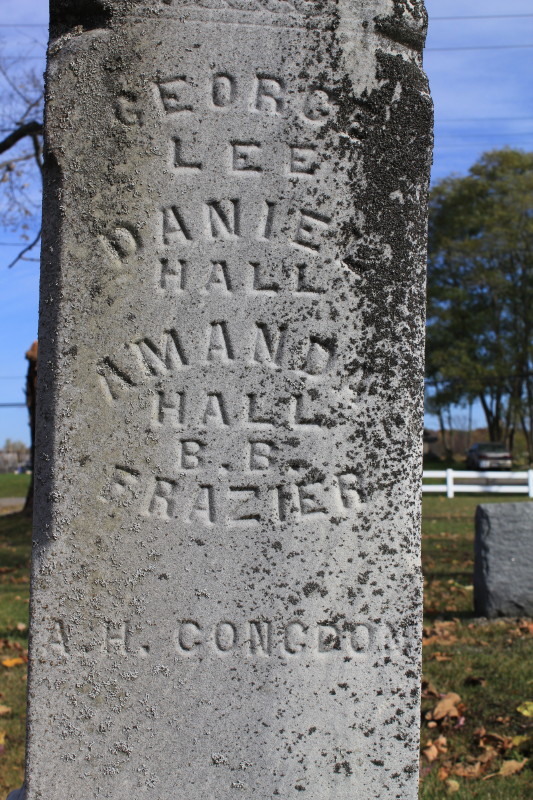 GEORGE
LEE
DANIEL
HALL
AMANDA
HALL
B. B.
FRAZIER
A. H. CONGDON